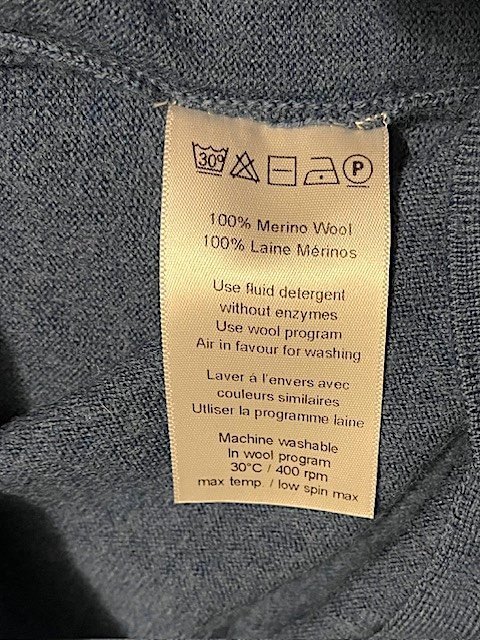 30° P
100% Merino Wool
100% Laine Mérinos
Use fluid detergent
without enzymes
Use wool program
Air in favour for washing
Laver á l'envers avec
couleurs similaires
Utliser la programme laine
Machine washable
In wool program
30°C / 400 rpm
max temp. / low spin max